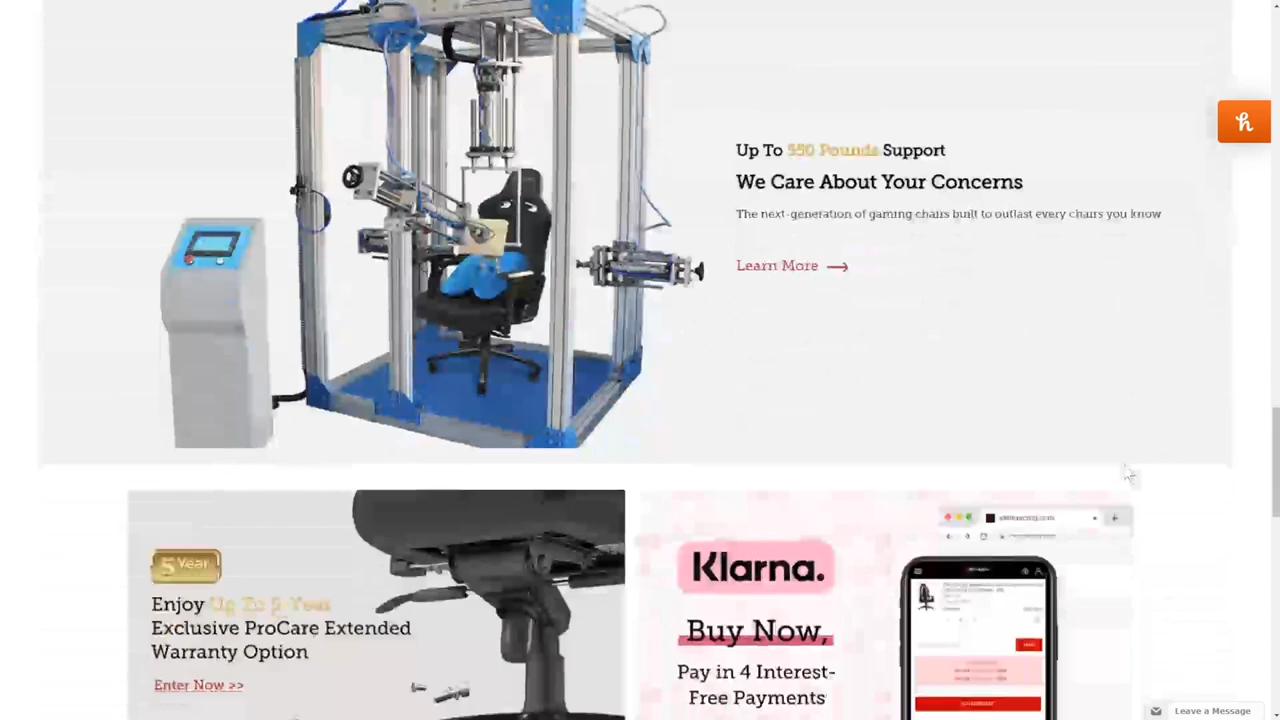 Up To 550 Pounds Support
We Care About Your Concerns
The next-generation of gaming chairs built to outlast every chairs you know
Learn More
5 Year
Enjoy Up To 5-Year
Exclusive ProCare Extended
Warranty Option
Enter Now >>
Klarna.
Buy Now,
Pay in 4 Interest-
Free Payments
Leave a Message